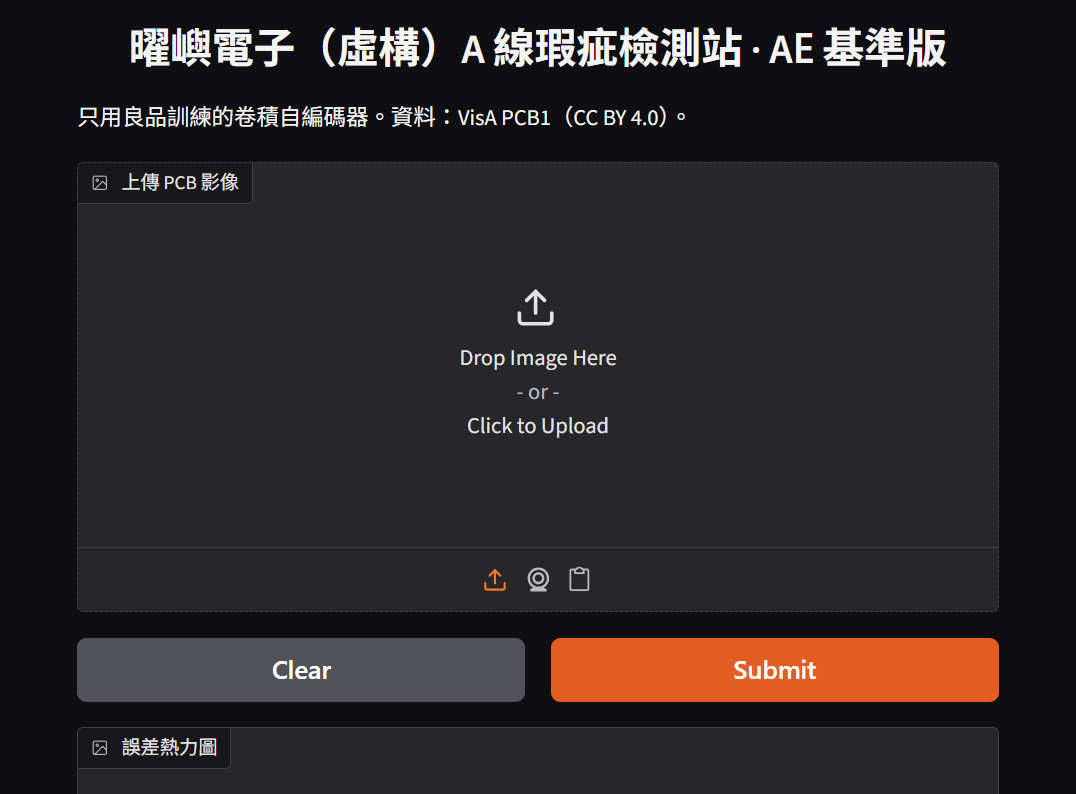 曜嶼電子（虛構）A 線瑕疵檢測站 · AE 基準版
只用良品訓練的卷積自編碼器。資料：VisA PCB1（CC BY 4.0）。
上傳 PCB 影像
Drop Image Here
- or -
Click to Upload
Clear
Submit
誤差熱力圖